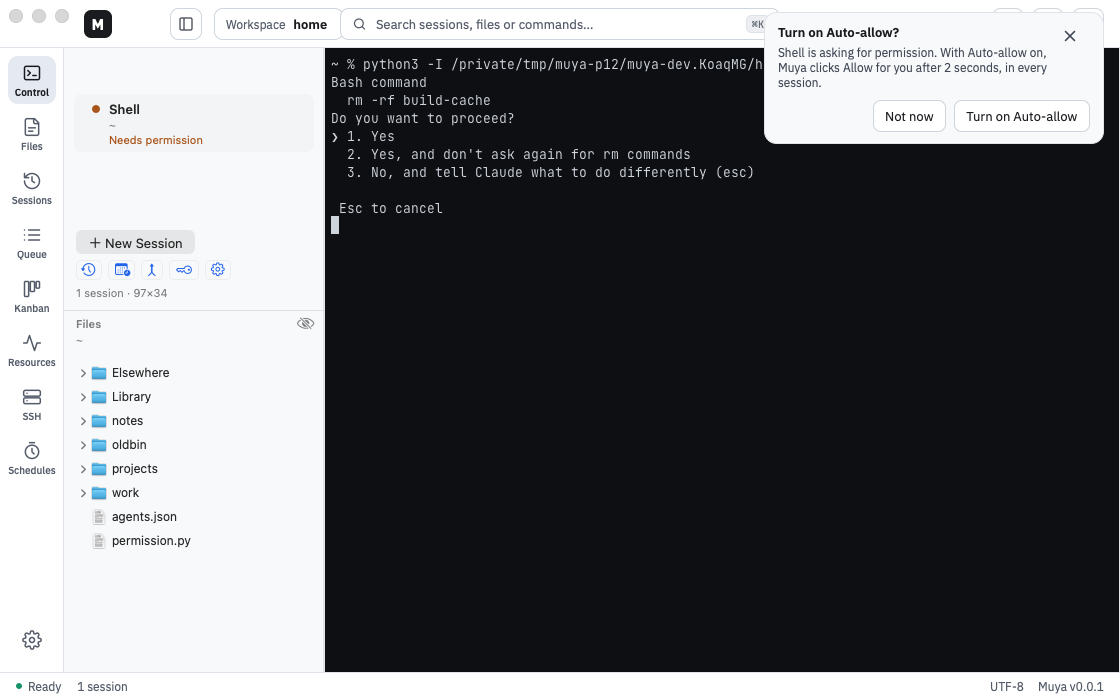 M
Workspace home
Search sessions, files or commands...
⌘K
Turn on Auto-allow?
Shell is asking for permission. With Auto-allow on,
Muya clicks Allow for you after 2 seconds, in every
session.
Not now
Turn on Auto-allow
Control
Files
Sessions
Queue
Kanban
Resources
SSH
Schedules
Shell
~
Needs permission
+ New Session
1 session · 97×34
Files
~
Elsewhere
Library
notes
oldbin
projects
work
agents.json
permission.py
~ % python3 -I /private/tmp/muya-p12/muya-dev.KoaqMG/h
Bash command
rm -rf build-cache
Do you want to proceed?
❯ 1. Yes
2. Yes, and don't ask again for rm commands
3. No, and tell Claude what to do differently (esc)
Esc to cancel
Ready
1 session
UTF-8
Muya v0.0.1